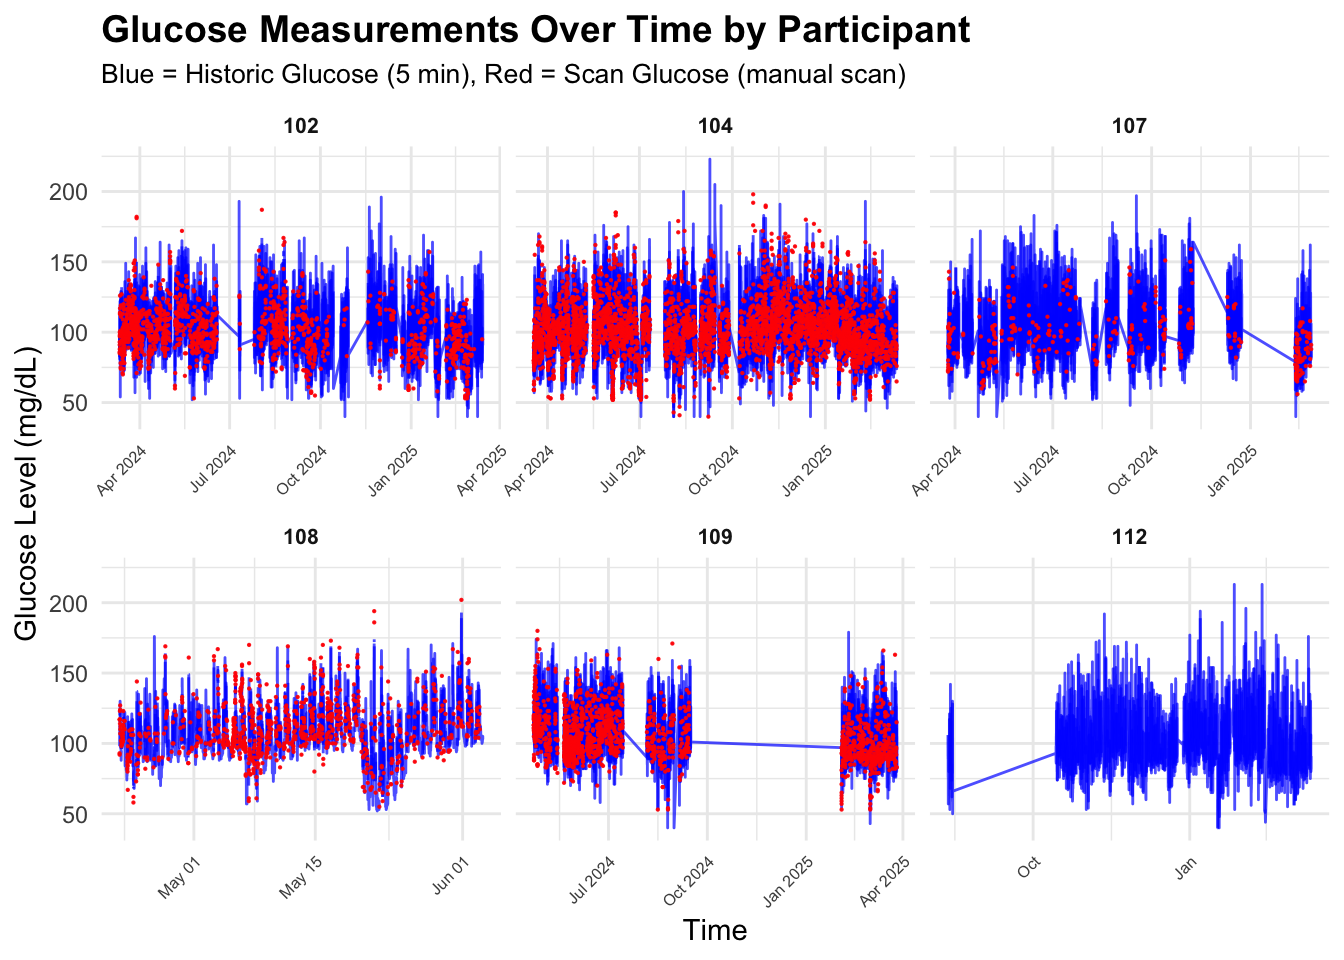 Glucose Measurements Over Time by Participant
Blue = Historic Glucose (5 min), Red = Scan Glucose (manual scan)
102 104 107
200
150
100
50
Apr 2024 Jul 2024 Oct 2024 Jan 2025 Apr 2025 Apr 2024 Jul 2024 Oct 2024 Jan 2025 Apr 2024 Jul 2024 Oct 2024 Jan 2025
Glucose Level (mg/dL)
108 109 112
200
150
100
50
May 01 May 15 Jun 01 Jul 2024 Oct 2024 Jan 2025 Apr 2025 Oct Jan
Time